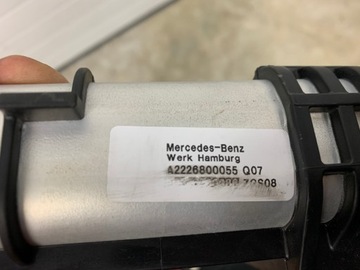 Mercedes-Benz
Werk Hamburg
A2226800055 Q07